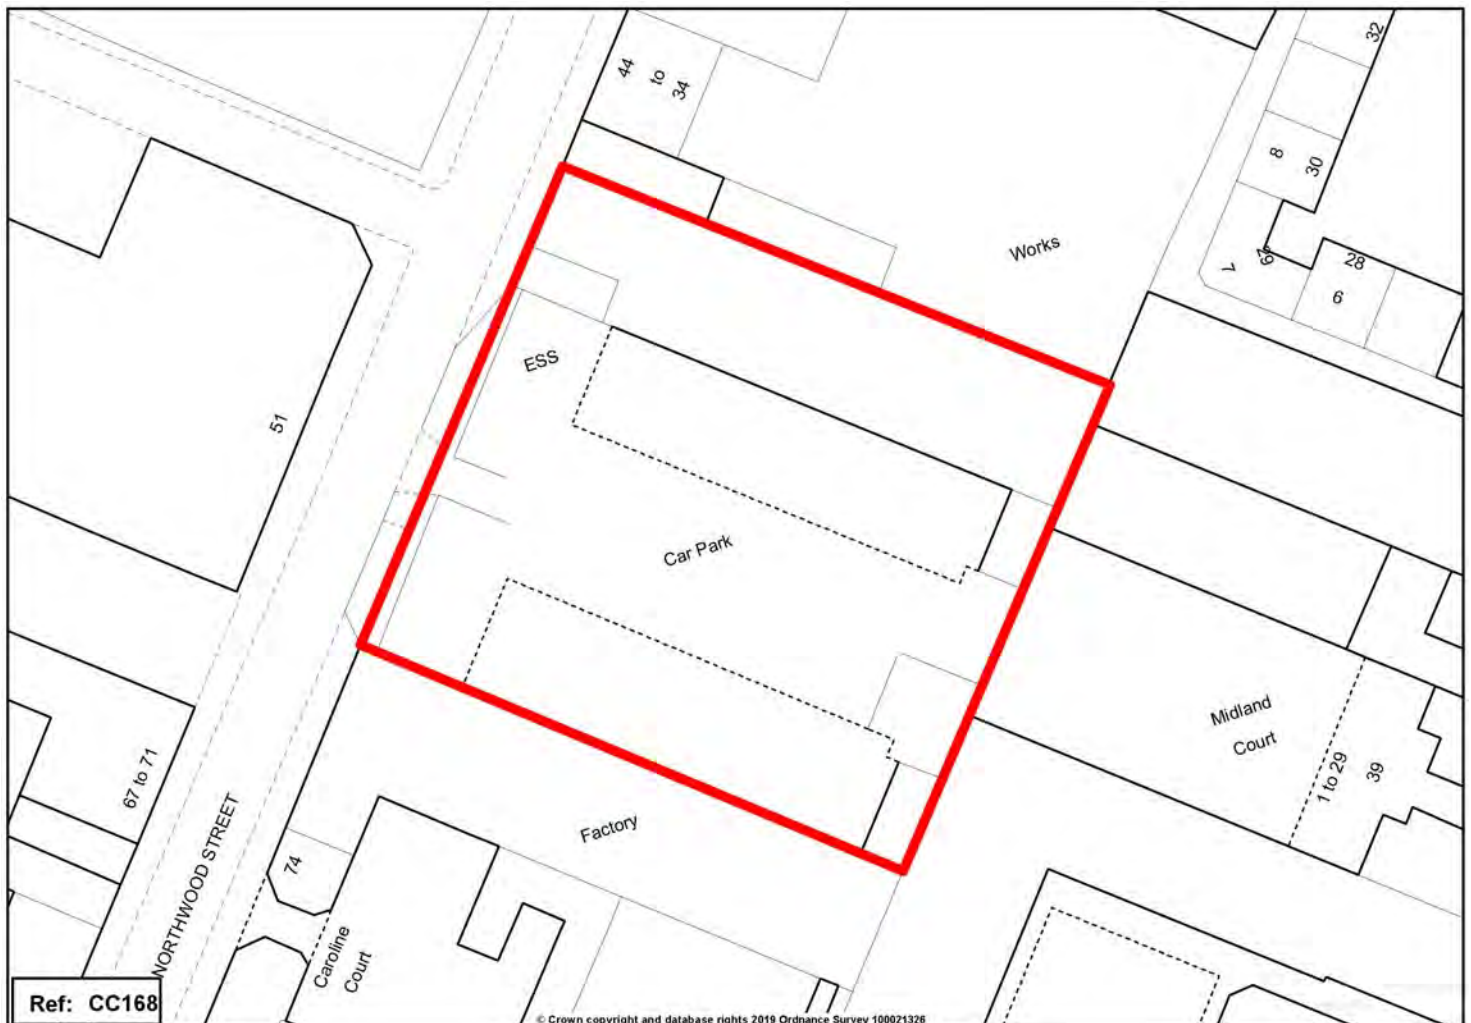 44
to
34
32
8
30
Works
7
29
28
6
ESS
51
Car Park
Midland
Court
1 to 29
39
67 to 71
Factory
74
NORTHWOOD STREET
Caroline
Court
Ref: CC168
© Crown copyright and database rights 2019 Ordnance Survey 100021326